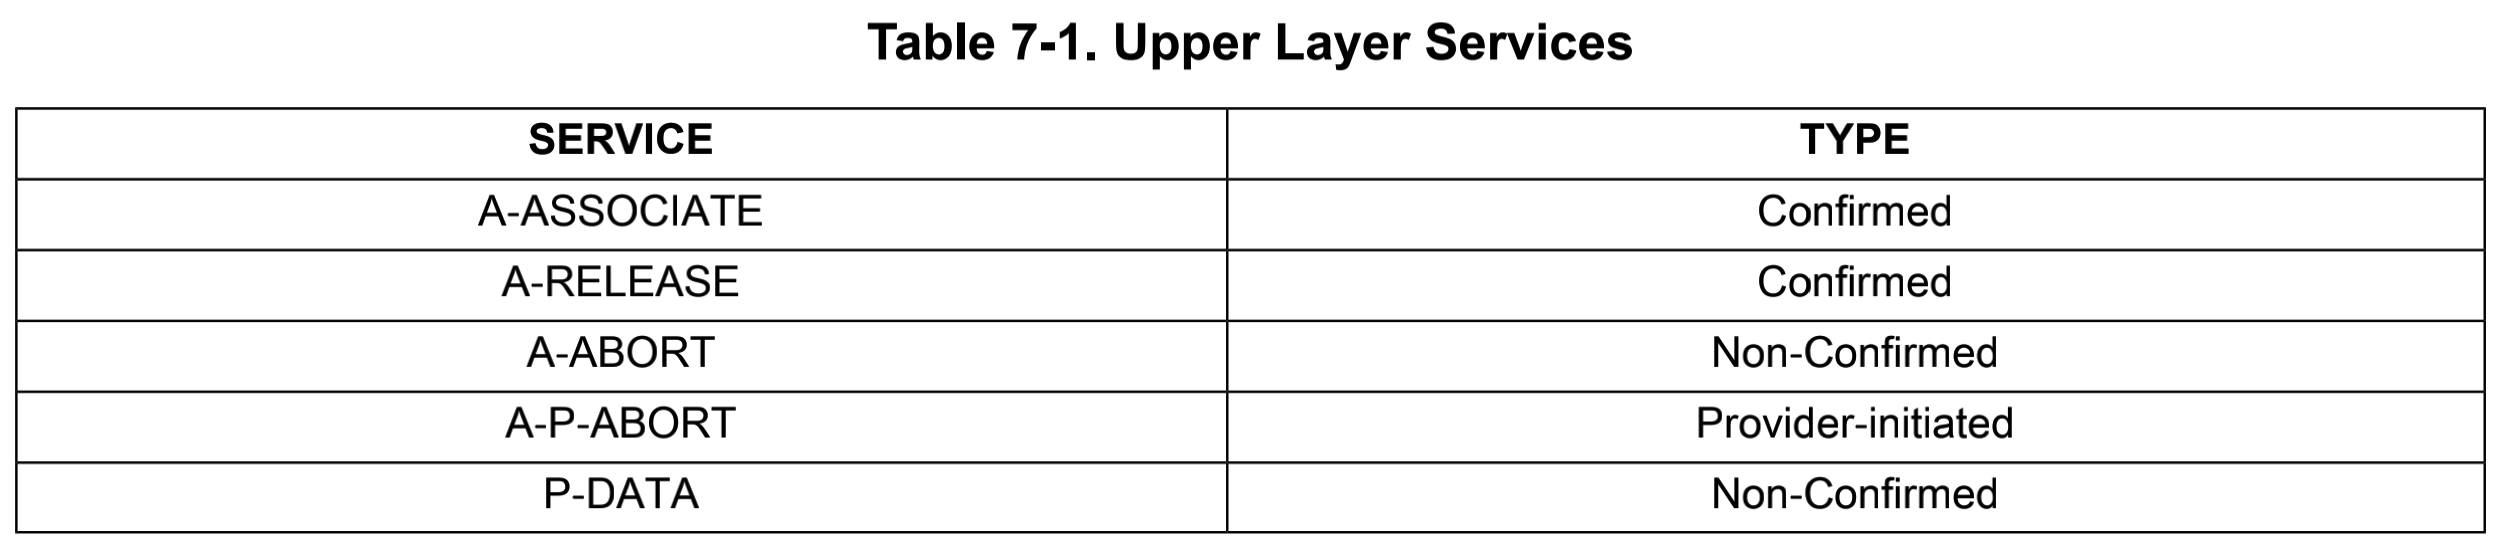 Table 7-1. Upper Layer Services
SERVICE TYPE
A-ASSOCIATE Confirmed
A-RELEASE Confirmed
A-ABORT Non-Confirmed
A-P-ABORT Provider-initiated
P-DATA Non-Confirmed